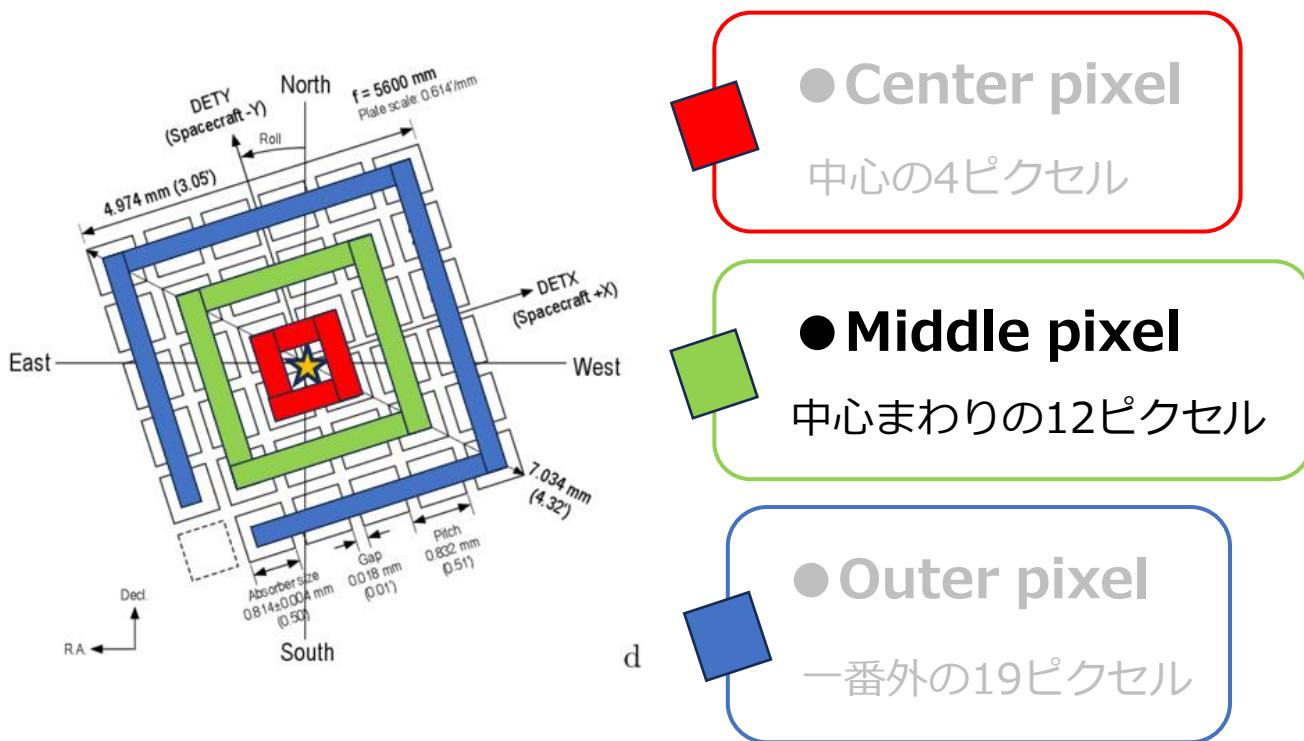 North
DETY
(Spacecraft -Y)
Roll
f = 5600 mm
Plate scale: 0.614'/mm
4.974 mm (3.05')
DETX
(Spacecraft +X)
East
West
7.034 mm
(4.32')
Pitch
0.832 mm
(0.51')
Gap
0.018 mm
(0.01')
Absorber size
0.814±0.004 mm
(0.50')
Decl.
R.A.
South
d
●Center pixel
中心の4ピクセル
●Middle pixel
中心まわりの12ピクセル
●Outer pixel
一番外の19ピクセル